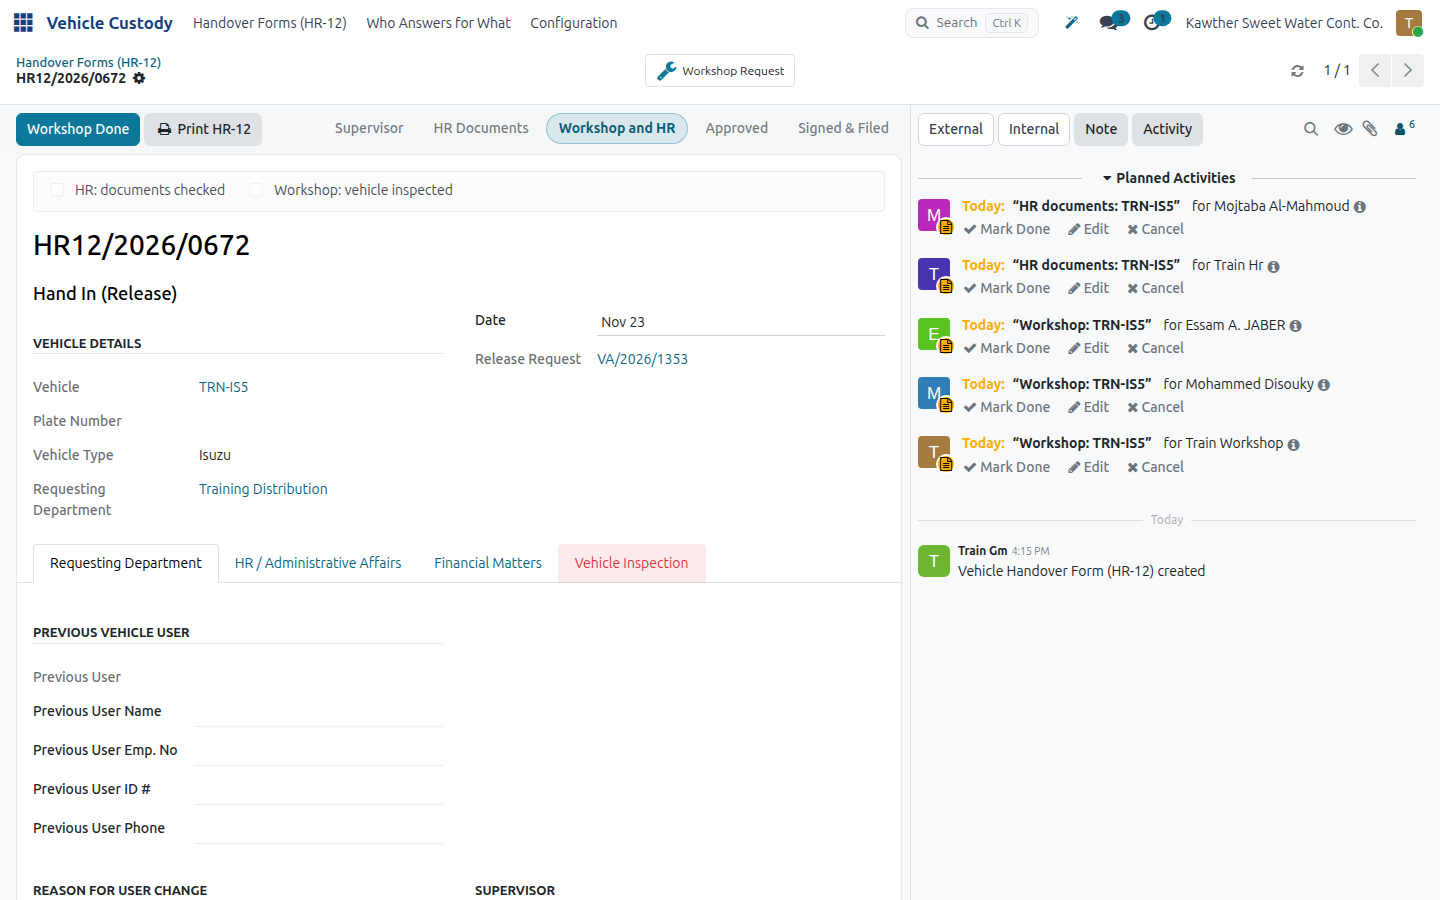 Vehicle Custody
Handover Forms (HR-12)
Who Answers for What
Configuration
Search
Ctrl K
Kawther Sweet Water Cont. Co.
T
Handover Forms (HR-12)
HR12/2026/0672
Workshop Request
1 / 1
Workshop Done
Print HR-12
Supervisor
HR Documents
Workshop and HR
Approved
Signed & Filed
External
Internal
Note
Activity
6
HR: documents checked
Workshop: vehicle inspected
HR12/2026/0672
Hand In (Release)
Date
Nov 23
Release Request
VA/2026/1353
VEHICLE DETAILS
Vehicle
TRN-IS5
Plate Number
Vehicle Type
Isuzu
Requesting
Department
Training Distribution
Requesting Department
HR / Administrative Affairs
Financial Matters
Vehicle Inspection
PREVIOUS VEHICLE USER
Previous User
Previous User Name
Previous User Emp. No
Previous User ID #
Previous User Phone
REASON FOR USER CHANGE
SUPERVISOR
Planned Activities
M
Today: “HR documents: TRN-IS5” for Mojtaba Al-Mahmoud
Mark Done Edit Cancel
T
Today: “HR documents: TRN-IS5” for Train Hr
Mark Done Edit Cancel
E
Today: “Workshop: TRN-IS5” for Essam A. JABER
Mark Done Edit Cancel
M
Today: “Workshop: TRN-IS5” for Mohammed Disouky
Mark Done Edit Cancel
T
Today: “Workshop: TRN-IS5” for Train Workshop
Mark Done Edit Cancel
Today
T
Train Gm 4:15 PM
Vehicle Handover Form (HR-12) created